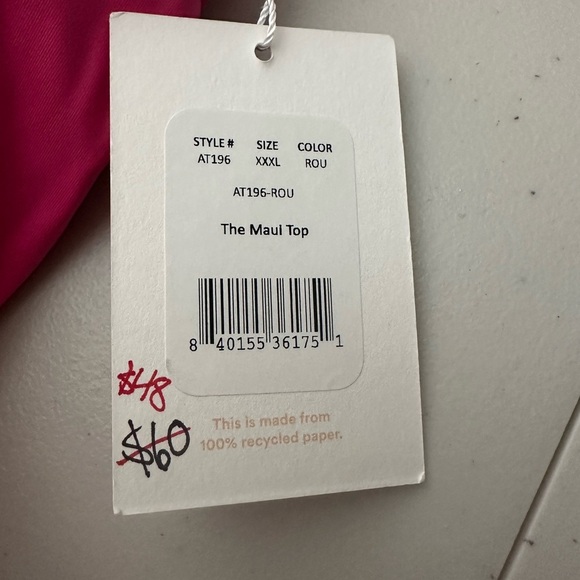 STYLE # SIZE COLOR
AT196 XXXL ROU
AT196-ROU
The Maui Top
8 40155 36175 1
$48
$60
This is made from
100% recycled paper.